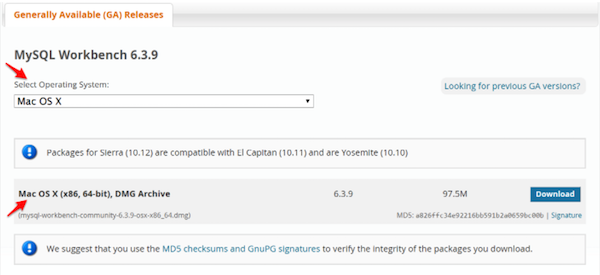 Generally Available (GA) Releases
MySQL Workbench 6.3.9
Select Operating System:
Looking for previous GA versions?
Mac OS X
Packages for Sierra (10.12) are compatible with El Capitan (10.11) and are Yosemite (10.10)
Mac OS X (x86, 64-bit), DMG Archive 6.3.9 97.5M Download
(mysql-workbench-community-6.3.9-osx-x86_64.dmg) MD5: a826ffc34e92216bb591b2a0659bc00b | Signature
We suggest that you use the MD5 checksums and GnuPG signatures to verify the integrity of the packages you download.